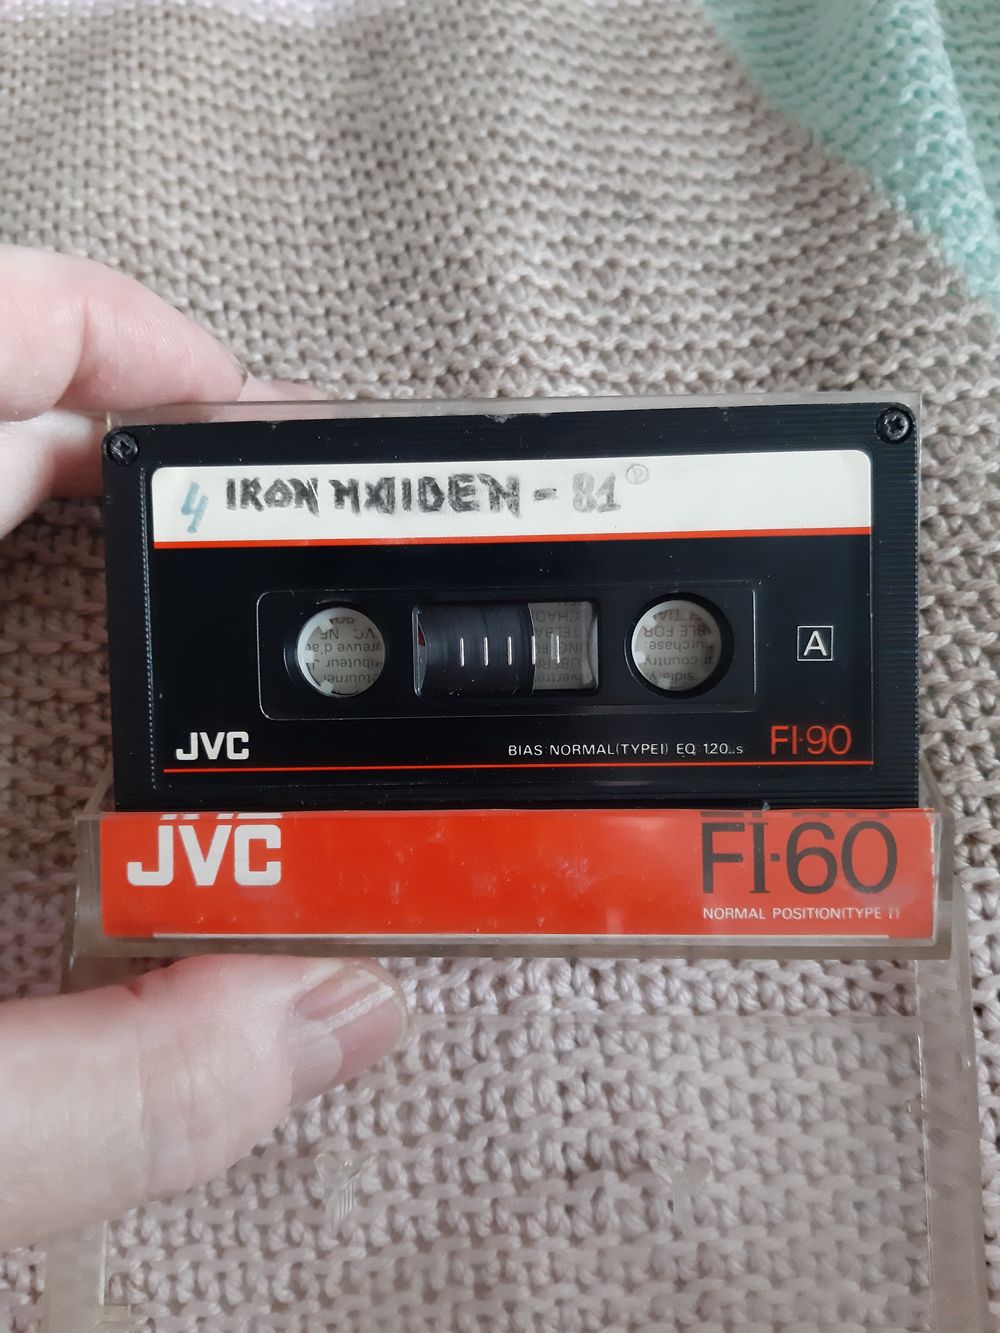 4 IRON MAIDEN - 81 Ⓟ
A
JVC BIAS:NORMAL(TYPEI) EQ:120µs FI-90
JVC FI-60
NORMAL POSITION(TYPE I)